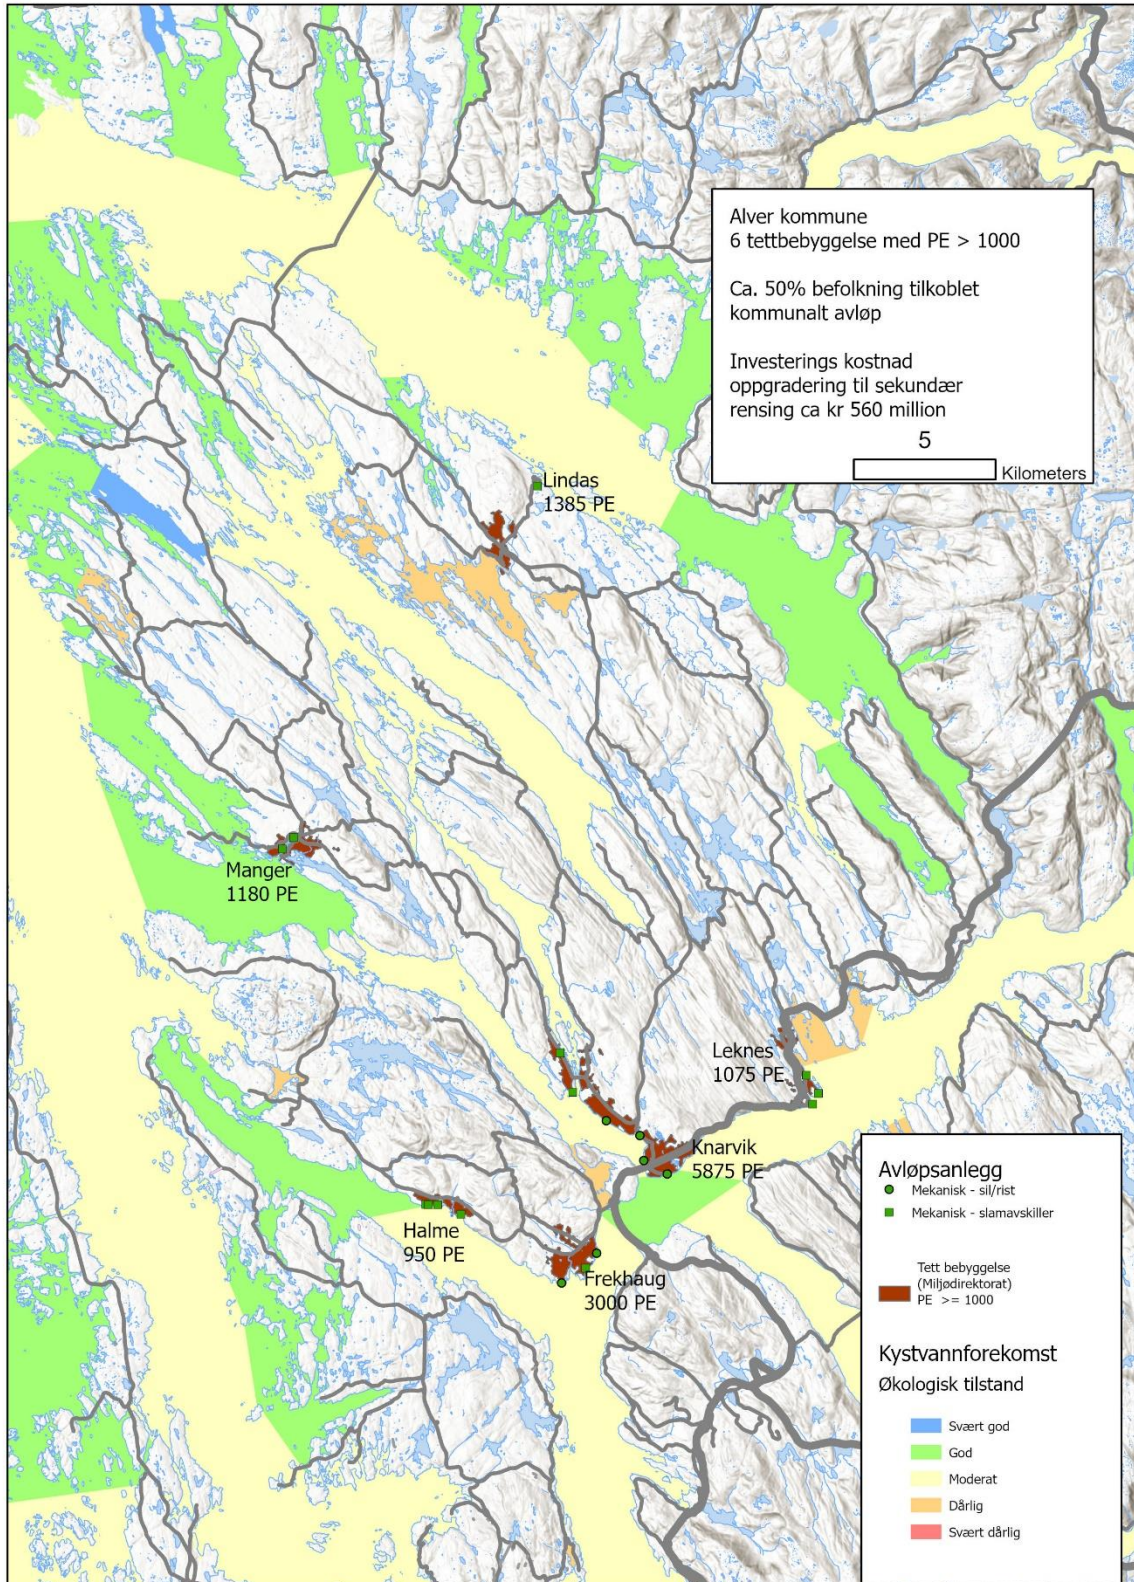 Alver kommune
6 tettbebyggelse med PE > 1000
Ca. 50% befolkning tilkoblet
kommunalt avløp
Investerings kostnad
oppgradering til sekundær
rensing ca kr 560 million
5
Kilometers
Lindas
1385 PE
Manger
1180 PE
Leknes
1075 PE
Knarvik
5875 PE
Halme
950 PE
Frekhaug
3000 PE
Avløpsanlegg
Mekanisk - sil/rist
Mekanisk - slamavskiller
Tett bebyggelse
(Miljødirektorat)
PE >= 1000
Kystvannforekomst
Økologisk tilstand
Svært god
God
Moderat
Dårlig
Svært dårlig